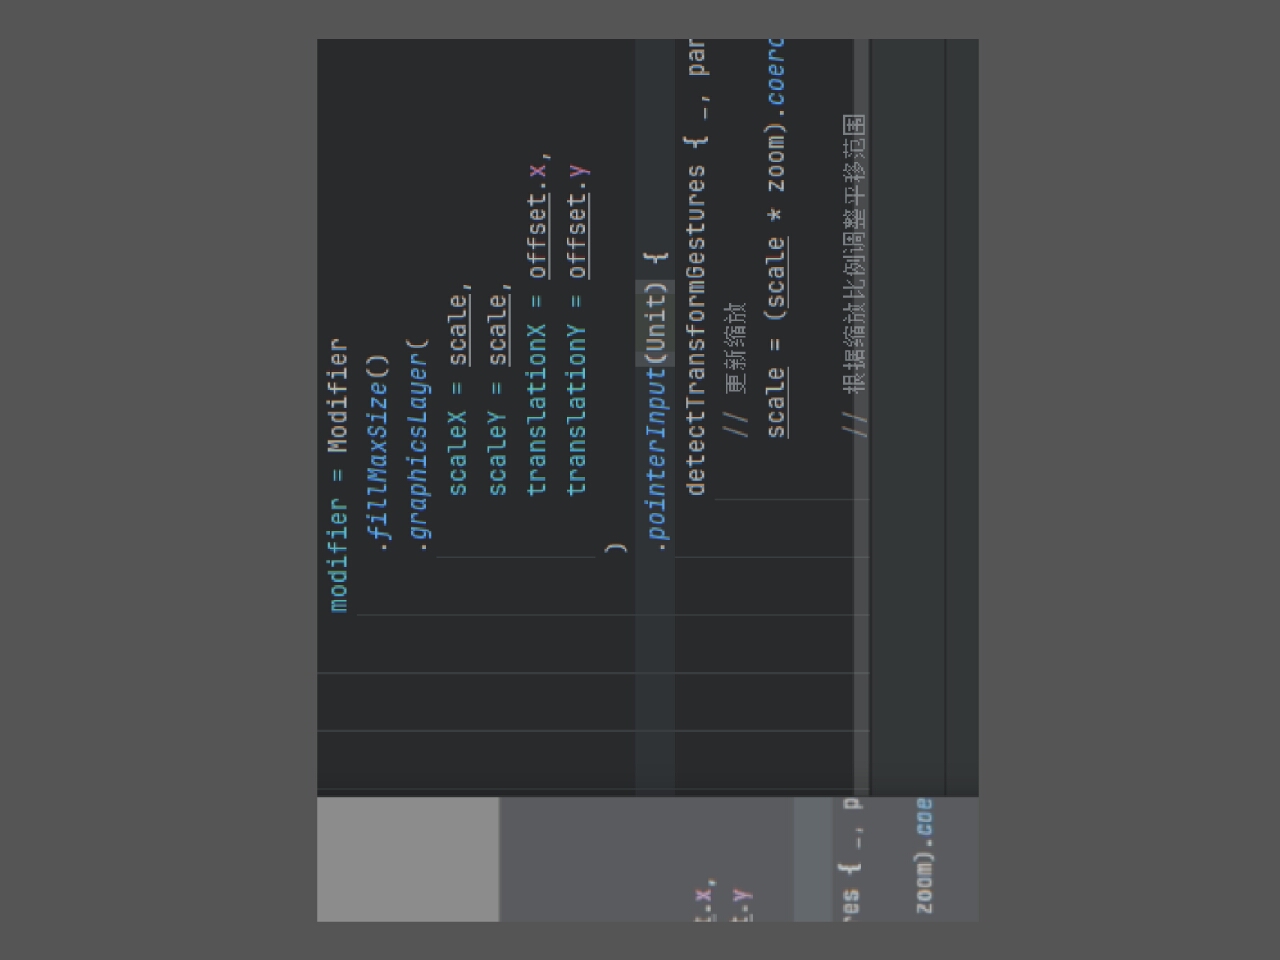 modifier = Modifier
.fillMaxSize()
.graphicsLayer(
scaleX = scale,
scaleY = scale,
translationX = offset.x,
translationY = offset.y
)
.pointerInput(Unit) {
detectTransformGestures { _, pan
// 更新缩放
scale = (scale * zoom).coerc
// 根据缩放比例调整平移范围
t.x,
t.y
res { _, p
zoom).coe